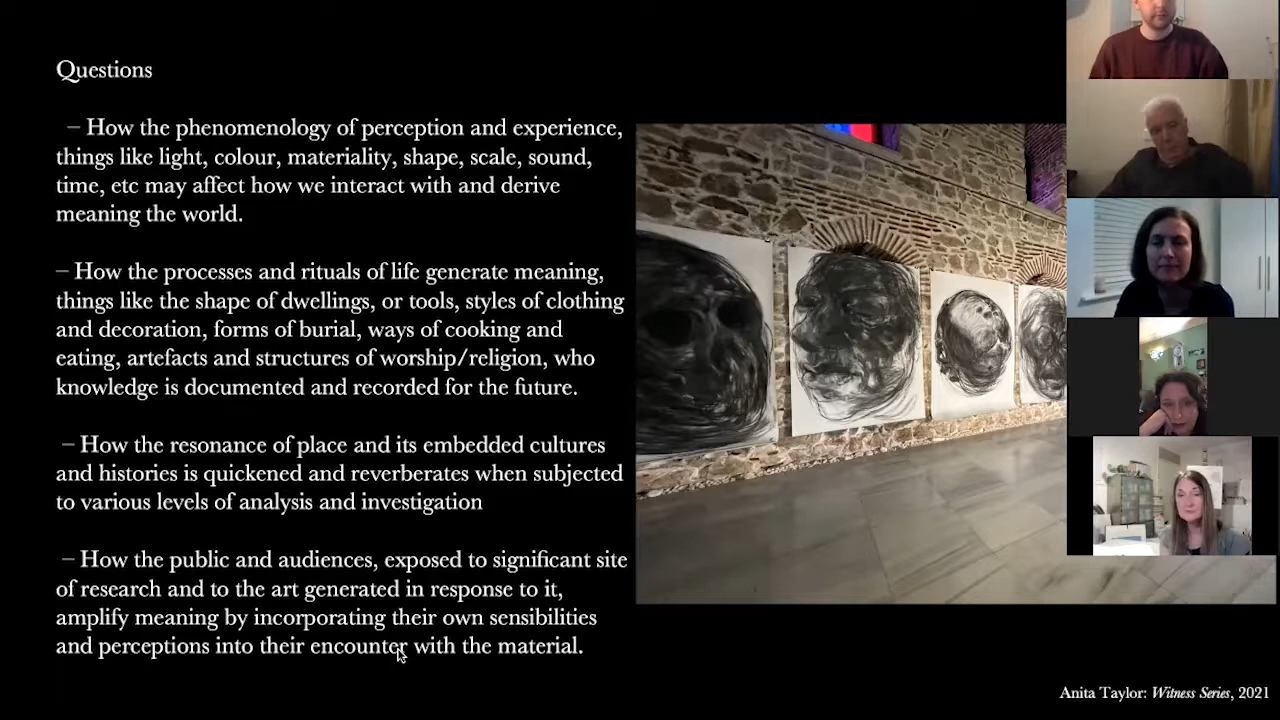 Questions
– How the phenomenology of perception and experience,
things like light, colour, materiality, shape, scale, sound,
time, etc may affect how we interact with and derive
meaning the world.
– How the processes and rituals of life generate meaning,
things like the shape of dwellings, or tools, styles of clothing
and decoration, forms of burial, ways of cooking and
eating, artefacts and structures of worship/religion, who
knowledge is documented and recorded for the future.
– How the resonance of place and its embedded cultures
and histories is quickened and reverberates when subjected
to various levels of analysis and investigation
– How the public and audiences, exposed to significant site
of research and to the art generated in response to it,
amplify meaning by incorporating their own sensibilities
and perceptions into their encounter with the material.
Anita Taylor: Witness Series, 2021